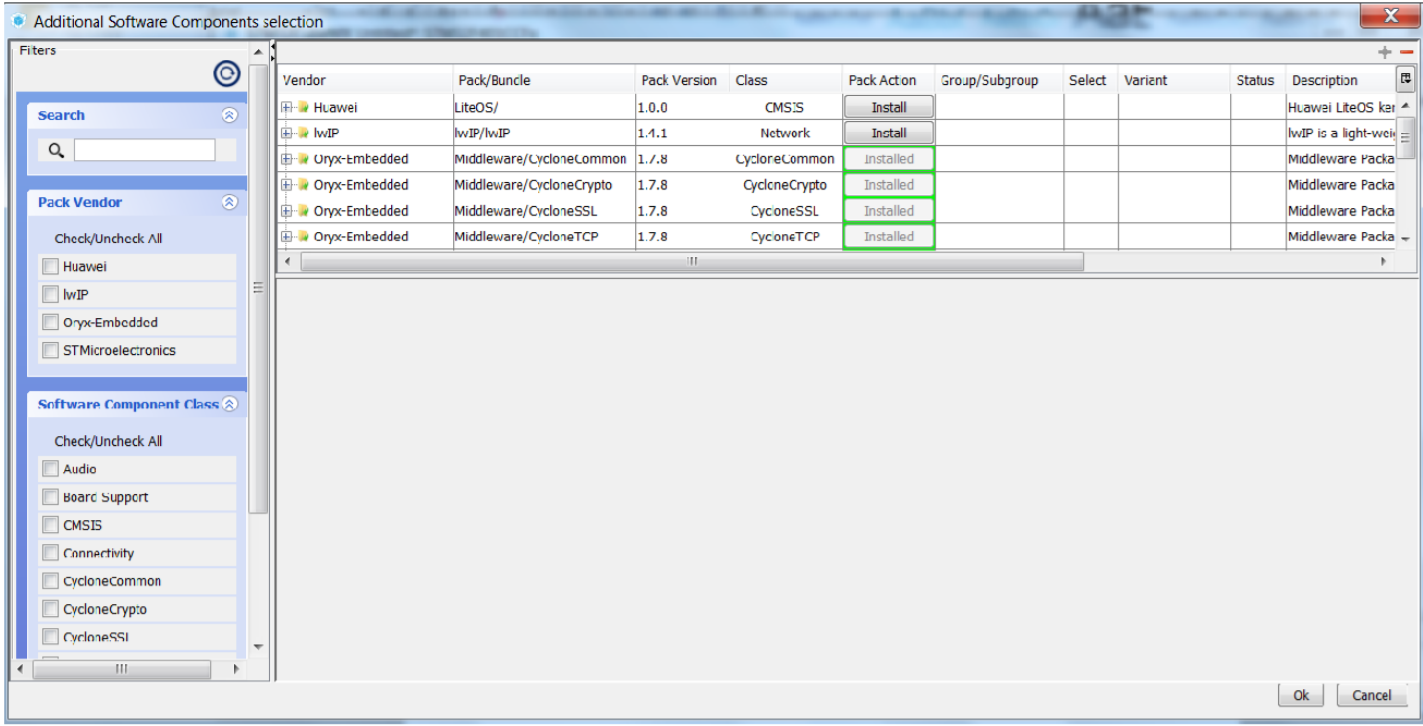 Additional Software Components selection
X
Filters
Search
Pack Vendor
Check/Uncheck All
Huawei
lwIP
Oryx-Embedded
STMicroelectronics
Software Component Class
Check/Uncheck All
Audio
Board Support
CMSIS
Connectivity
CycloneCommon
CycloneCrypto
CycloneSSL
Vendor Pack/Bundle Pack Version Class Pack Action Group/Subgroup Select Varient Status Description
Huawei LiteOS/ 1.0.0 CMSIS Install Huawei LiteOS ker
lwIP lwIP/lwIP 1.4.1 Network Install lwIP is a light-weig
Oryx-Embedded Middleware/CycloneCommon 1.7.8 CycloneCommon Installed Middleware Packa
Oryx-Embedded Middleware/CycloneCrypto 1.7.8 CycloneCrypto Installed Middleware Packa
Oryx-Embedded Middleware/CycloneSSL 1.7.8 CycloneSSL Installed Middleware Packa
Oryx-Embedded Middleware/CycloneTCP 1.7.8 CycloneTCP Installed Middleware Packa
Ok Cancel